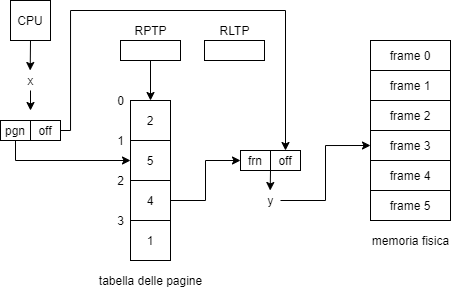 CPU
RPTP
RLTP
x
pgn off
0
1
2
3
2
5
4
1
tabella delle pagine
frn off
y
frame 0
frame 1
frame 2
frame 3
frame 4
frame 5
memoria fisica